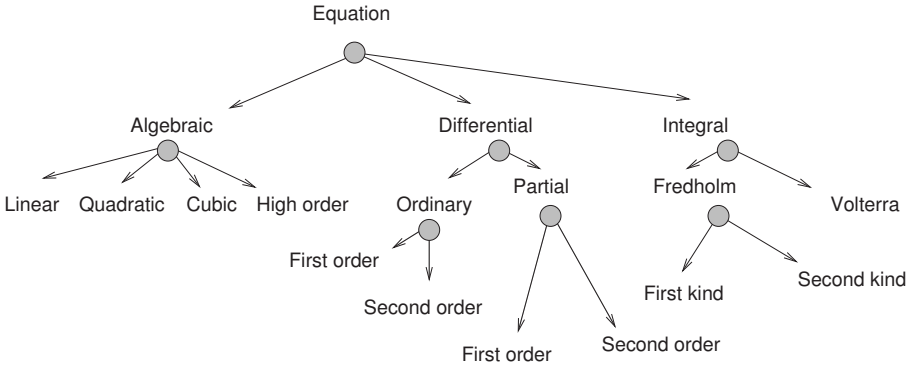 Equation
Algebraic
Differential
Integral
Linear
Quadratic
Cubic
High order
Ordinary
Partial
Fredholm
Volterra
First order
Second order
First order
Second order
First kind
Second kind